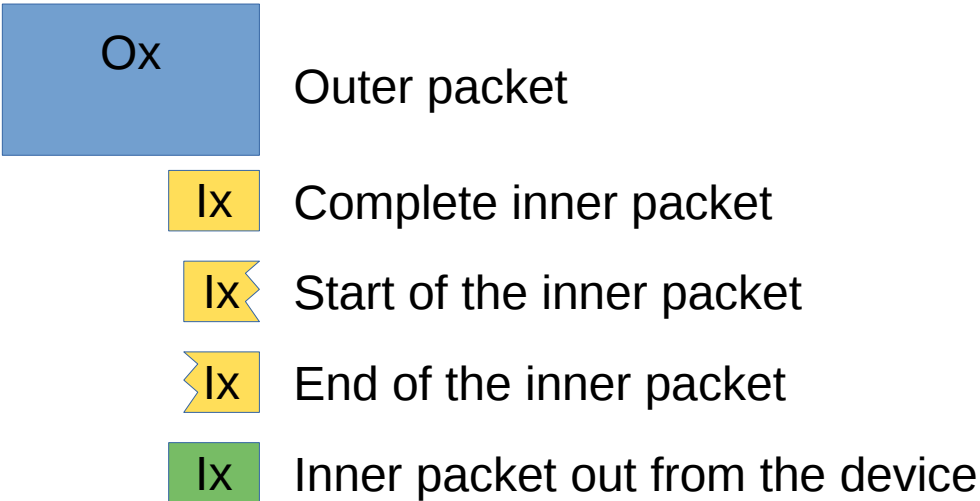 Ox
Outer packet
Ix Complete inner packet
Ix Start of the inner packet
Ix End of the inner packet
Ix Inner packet out from the device